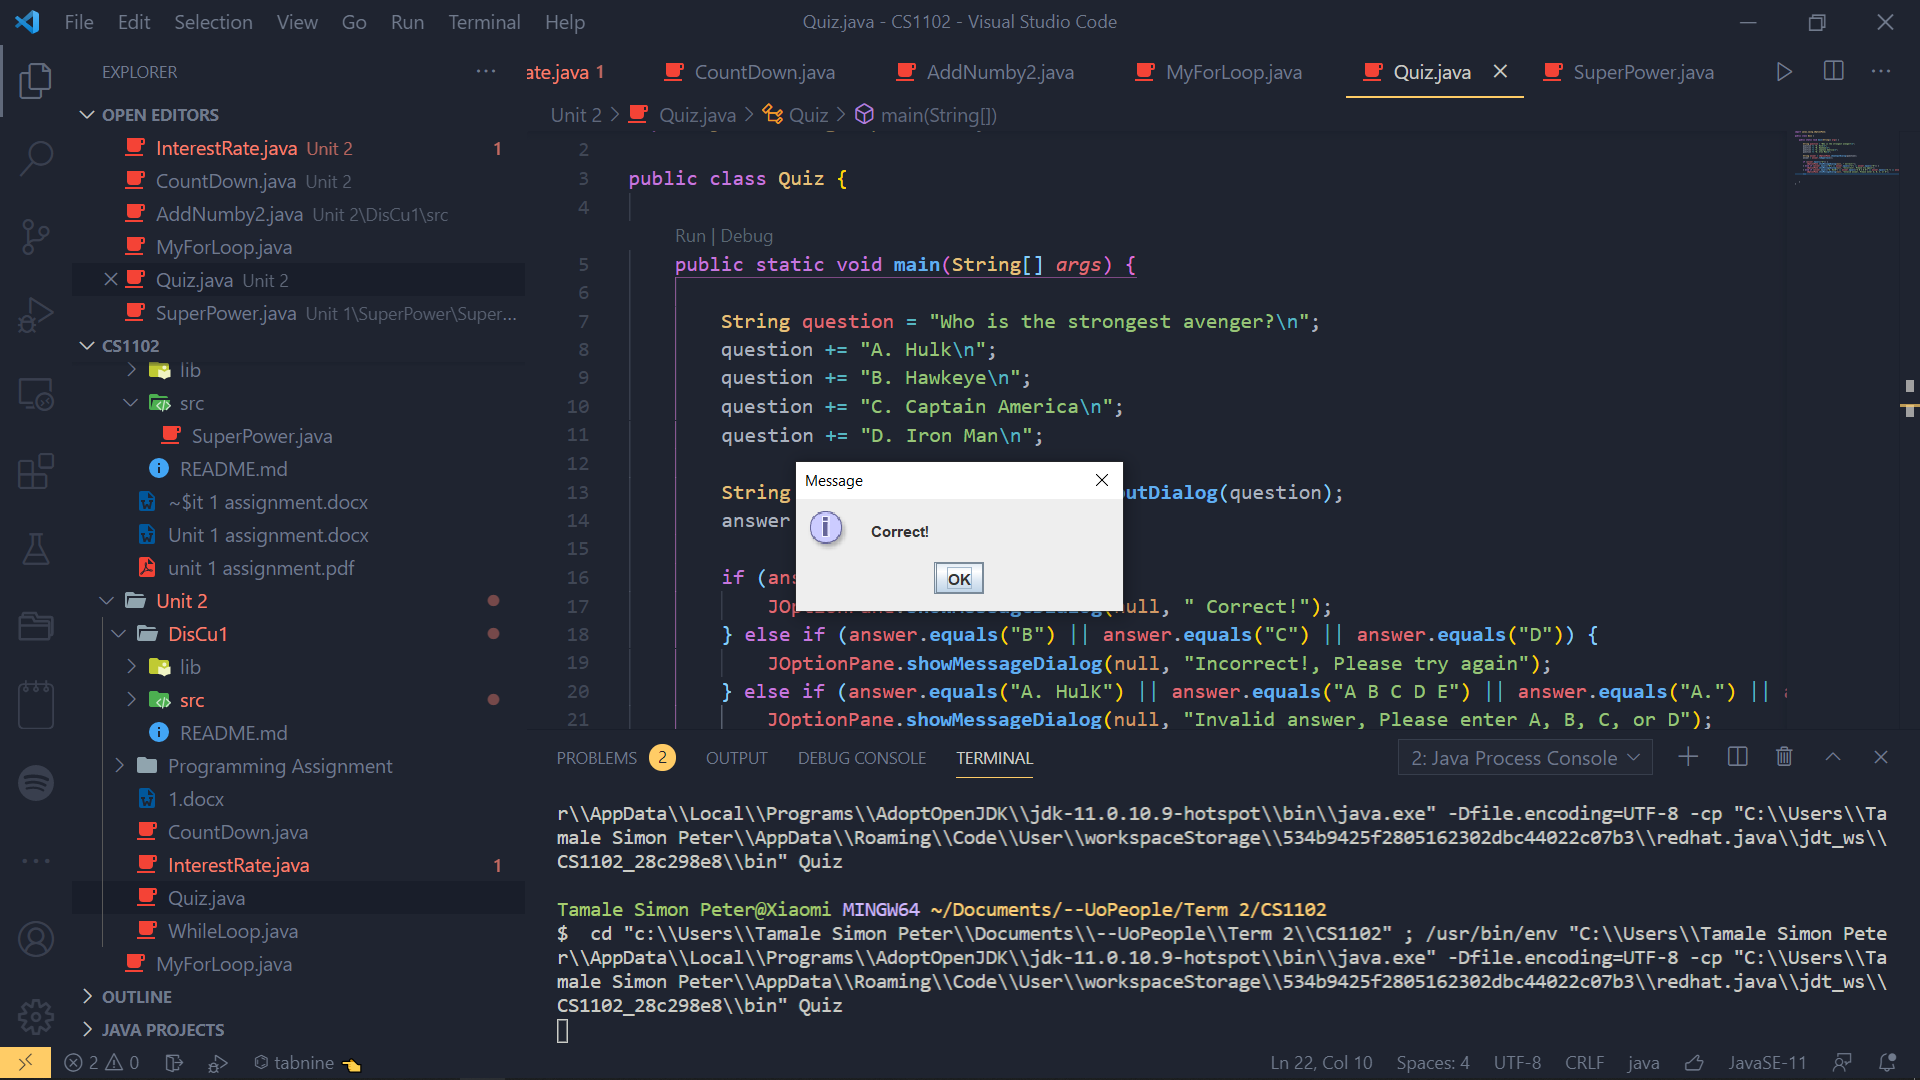 File Edit Selection View Go Run Terminal Help
Quiz.java - CS1102 - Visual Studio Code
EXPLORER
ate.java 1
CountDown.java
AddNumby2.java
MyForLoop.java
Quiz.java
SuperPower.java
OPEN EDITORS
InterestRate.java Unit 2 1
CountDown.java Unit 2
AddNumby2.java Unit 2\DisCu1\src
MyForLoop.java
Quiz.java Unit 2
SuperPower.java Unit 1\SuperPower\Super...
CS1102
lib
src
SuperPower.java
README.md
~$it 1 assignment.docx
Unit 1 assignment.docx
unit 1 assignment.pdf
Unit 2
DisCu1
lib
src
README.md
Programming Assignment
1.docx
CountDown.java
InterestRate.java 1
Quiz.java
WhileLoop.java
MyForLoop.java
OUTLINE
JAVA PROJECTS
Unit 2 > Quiz.java > Quiz > main(String[])
2
3 public class Quiz {
4
Run | Debug
5 public static void main(String[] args) {
6
7 String question = "Who is the strongest avenger?\n";
8 question += "A. Hulk\n";
9 question += "B. Hawkeye\n";
10 question += "C. Captain America\n";
11 question += "D. Iron Man\n";
12
13 String utDialog(question);
14 answer
15
16 if (ans
17 JOptionPane.showMessageDialog(null, " Correct!");
18 } else if (answer.equals("B") || answer.equals("C") || answer.equals("D")) {
19 JOptionPane.showMessageDialog(null, "Incorrect!, Please try again");
20 } else if (answer.equals("A. HulK") || answer.equals("A B C D E") || answer.equals("A.") ||
21 JOptionPane.showMessageDialog(null, "Invalid answer, Please enter A, B, C, or D");
Message
Correct!
OK
PROBLEMS 2 OUTPUT DEBUG CONSOLE TERMINAL
2: Java Process Console
r\\AppData\\Local\\Programs\\AdoptOpenJDK\\jdk-11.0.10.9-hotspot\\bin\\java.exe" -Dfile.encoding=UTF-8 -cp "C:\\Users\\Ta
male Simon Peter\\AppData\\Roaming\\Code\\User\\workspaceStorage\\534b9425f2805162302dbc44022c07b3\\redhat.java\\jdt_ws\\
CS1102_28c298e8\\bin" Quiz
Tamale Simon Peter@Xiaomi MINGW64 ~/Documents/--UoPeople/Term 2/CS1102
$ cd "c:\\Users\\Tamale Simon Peter\\Documents\\--UoPeople\\Term 2\\CS1102" ; /usr/bin/env "C:\\Users\\Tamale Simon Pete
r\\AppData\\Local\\Programs\\AdoptOpenJDK\\jdk-11.0.10.9-hotspot\\bin\\java.exe" -Dfile.encoding=UTF-8 -cp "C:\\Users\\Ta
male Simon Peter\\AppData\\Roaming\\Code\\User\\workspaceStorage\\534b9425f2805162302dbc44022c07b3\\redhat.java\\jdt_ws\\
CS1102_28c298e8\\bin" Quiz
2 0 tabnine
Ln 22, Col 10 Spaces: 4 UTF-8 CRLF java JavaSE-11